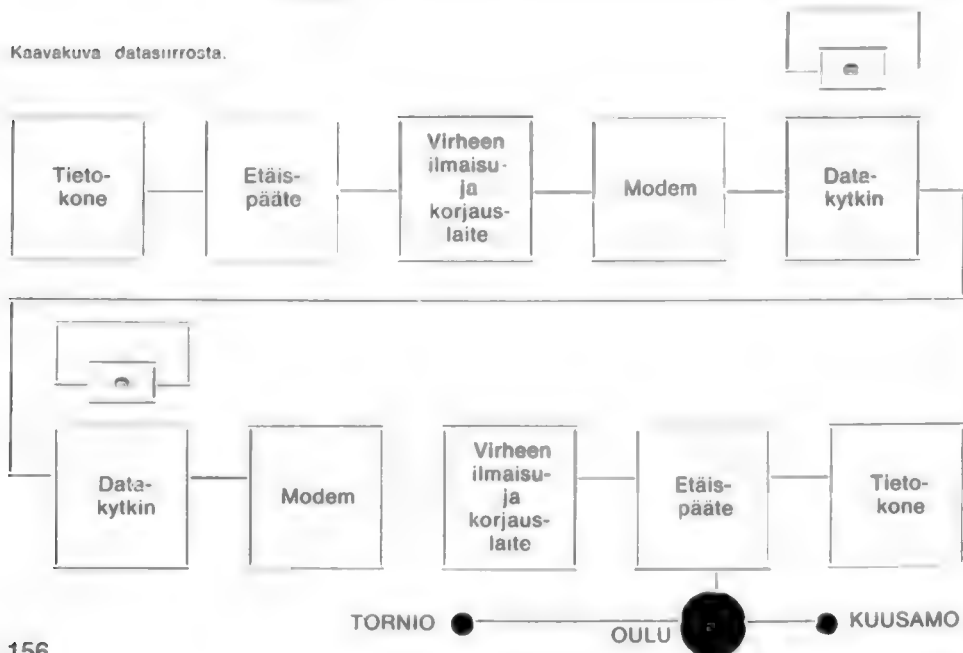 Kaavakuva datasiirrosta.
Tieto-
kone
Etäis-
pääte
Virheen
ilmaisu-
ja
korjaus-
laite
Modem
Data-
kytkin
Data-
kytkin
Modem
Virheen
ilmaisu-
ja
korjaus-
laite
Etäis-
pääte
Tieto-
kone
TORNIO
OULU
KUUSAMO
156